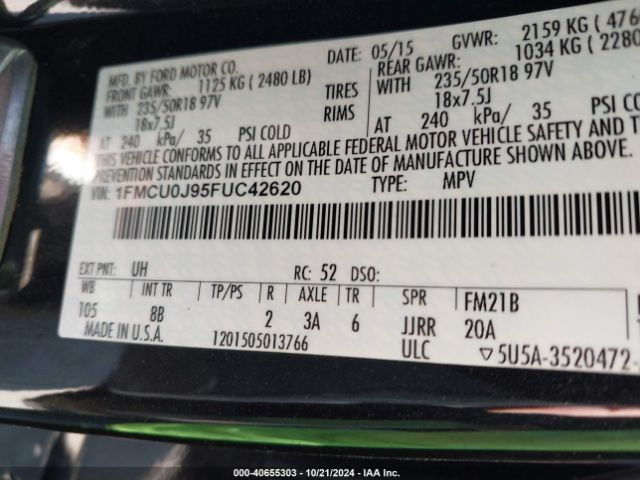 MFD. BY FORD MOTOR CO.
DATE: 05/15 GVWR: 2159 KG
FRONT GAWR: 1125 KG (2480 LB)
REAR GAWR: 1034 KG
WITH 235/50R18 97V TIRES WITH 235/50R18 97V
18x7.5J RIMS 18x7.5J
AT 240 kPa/ 35 PSI COLD AT 240 kPa/ 35 PSI COLD
THIS VEHICLE CONFORMS TO ALL APPLICABLE FEDERAL MOTOR VEHICLE SAFETY AND
PREVENTION STANDARDS IN EFFECT ON THE DATE OF MANUFACTURE SHOWN ABOVE.
VIN: 1FMCU0J95FUC42620 TYPE: MPV
EXT PNT: UH RC: 52 DSO:
WB INT TR TP/PS R AXLE TR SPR FM21B
105 8B 2 3A 6 JJRR 20A
MADE IN U.S.A. 1201505013766 ULC ▽5U5A-3520472-
000-40655303 | 10/21/2024 | IAA Inc.